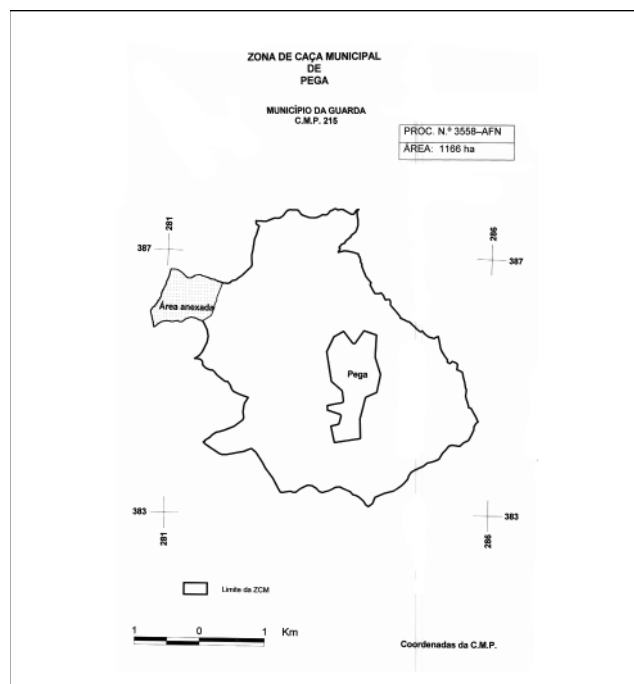 ZONA DE CAÇA MUNICIPAL
DE
PEGA
MUNICÍPIO DA GUARDA
C.M.P. 215
PROC. N.º 3558–AFN
ÁREA: 1166 ha
281
387
286
387
Área anexada
Pega
383
281
383
286
Limite da ZCM
1 0 1 Km
Coordenadas da C.M.P.